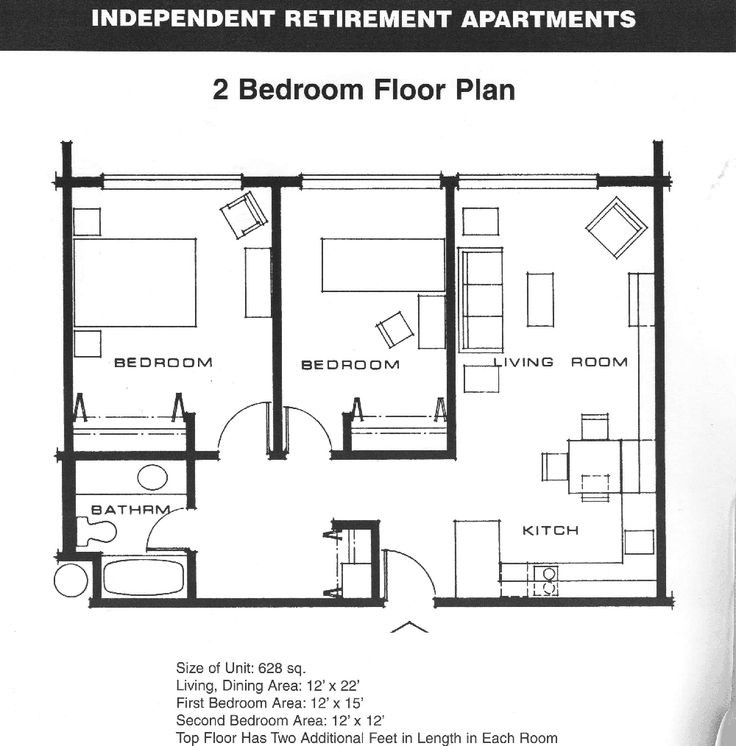 INDEPENDENT RETIREMENT APARTMENTS
2 Bedroom Floor Plan
BEDROOM
BEDROOM
LIVING ROOM
BATHRM
KITCH
Size of Unit: 628 sq.
Living, Dining Area: 12' x 22'
First Bedroom Area: 12' x 15'
Second Bedroom Area: 12' x 12'
Top Floor Has Two Additional Feet in Length in Each Room